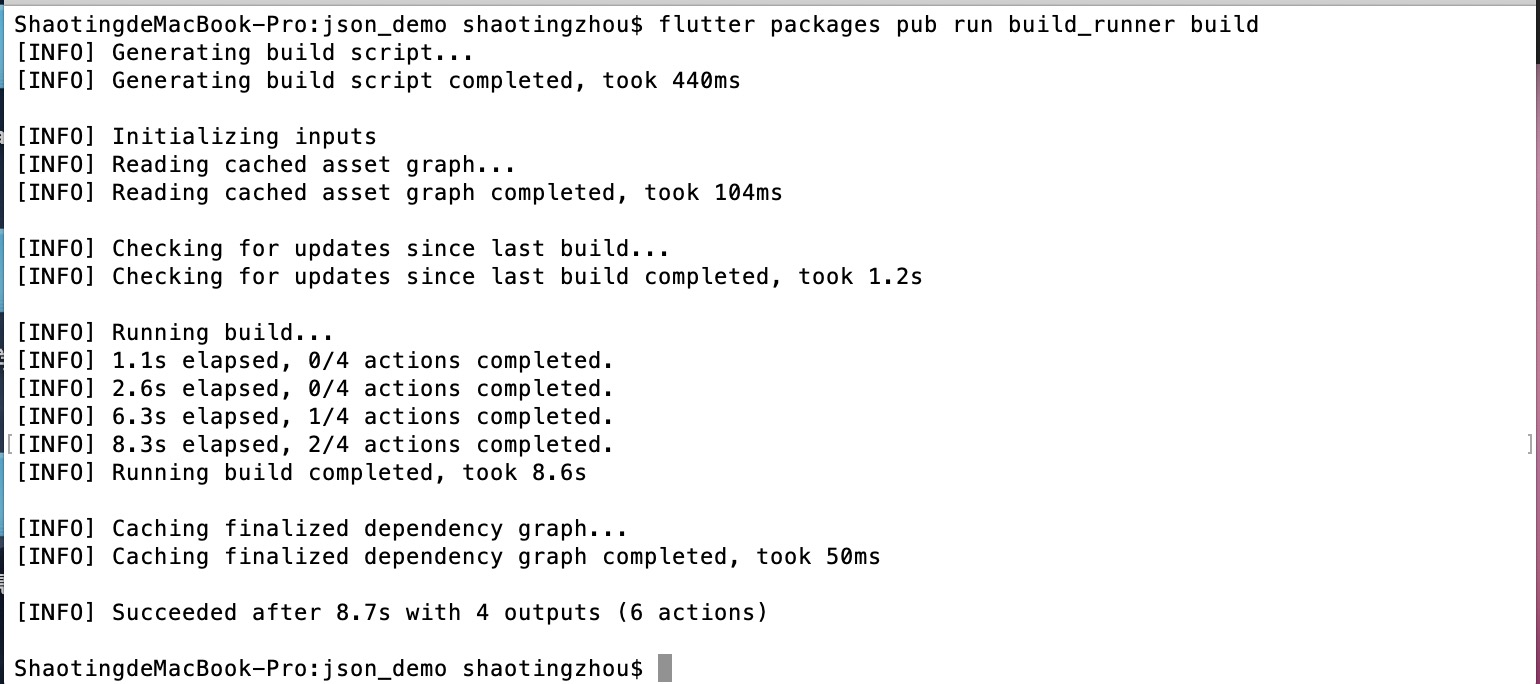 ShaotingdeMacBook-Pro:json_demo shaotingzhou$ flutter packages pub run build_runner build
[INFO] Generating build script...
[INFO] Generating build script completed, took 440ms
[INFO] Initializing inputs
[INFO] Reading cached asset graph...
[INFO] Reading cached asset graph completed, took 104ms
[INFO] Checking for updates since last build...
[INFO] Checking for updates since last build completed, took 1.2s
[INFO] Running build...
[INFO] 1.1s elapsed, 0/4 actions completed.
[INFO] 2.6s elapsed, 0/4 actions completed.
[INFO] 6.3s elapsed, 1/4 actions completed.
[[INFO] 8.3s elapsed, 2/4 actions completed. ]
[INFO] Running build completed, took 8.6s
[INFO] Caching finalized dependency graph...
[INFO] Caching finalized dependency graph completed, took 50ms
[INFO] Succeeded after 8.7s with 4 outputs (6 actions)
ShaotingdeMacBook-Pro:json_demo shaotingzhou$